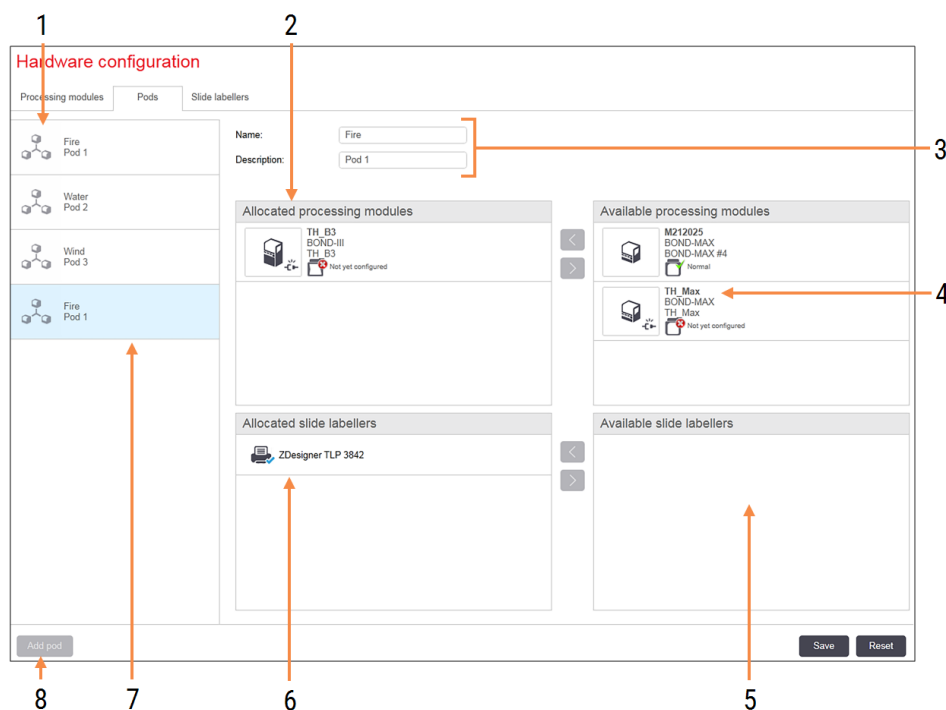 1
2
Hardware configuration
Processing modules
Pods
Slide labellers
Fire
Pod 1
Water
Pod 2
Wind
Pod 3
Fire
Pod 1
Name:
Fire
Description:
Pod 1
3
Allocated processing modules
TH_B3
BOND-III
TH_B3
Not yet configured
<
>
Available processing modules
M212025
BOND-MAX
BOND-MAX #4
Normal
TH_Max
BOND-MAX
TH_Max
Not yet configured
4
Allocated slide labellers
ZDesigner TLP 3842
<
>
Available slide labellers
Add pod
Save
Reset
8
7
6
5